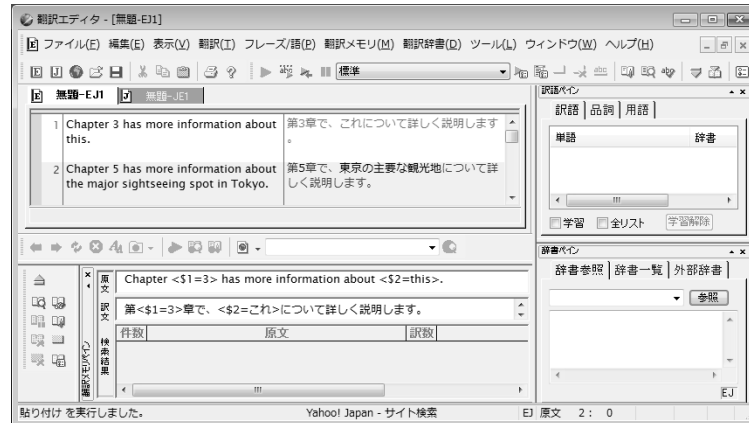 翻訳エディタ - [無題-EJ1]
ファイル(F) 編集(E) 表示(V) 翻訳(T) フレーズ/語(P) 翻訳メモリ(M) 翻訳辞書(D) ツール(L) ウィンドウ(W) ヘルプ(H)
標準
無題-EJ1 無題-JE1
1 Chapter 3 has more information about this.
第3章で、これについて詳しく説明します。
2 Chapter 5 has more information about the major sightseeing spot in Tokyo.
第5章で、東京の主要な観光地について詳しく説明します。
訳語ペイン
訳語 品詞 用語
単語 辞書
学習 全リスト 学習解除
辞書ペイン
辞書参照 辞書一覧 外部辞書
参照
EJ
翻訳メモリペイン
原文 Chapter <$1=3> has more information about <$2=this>.
訳文 第<$1=3>章で、<$2=これ>について詳しく説明します。
検索結果
件数 原文 訳数
貼り付け を実行しました。 Yahoo! Japan - サイト検索 EJ 原文 2: 0